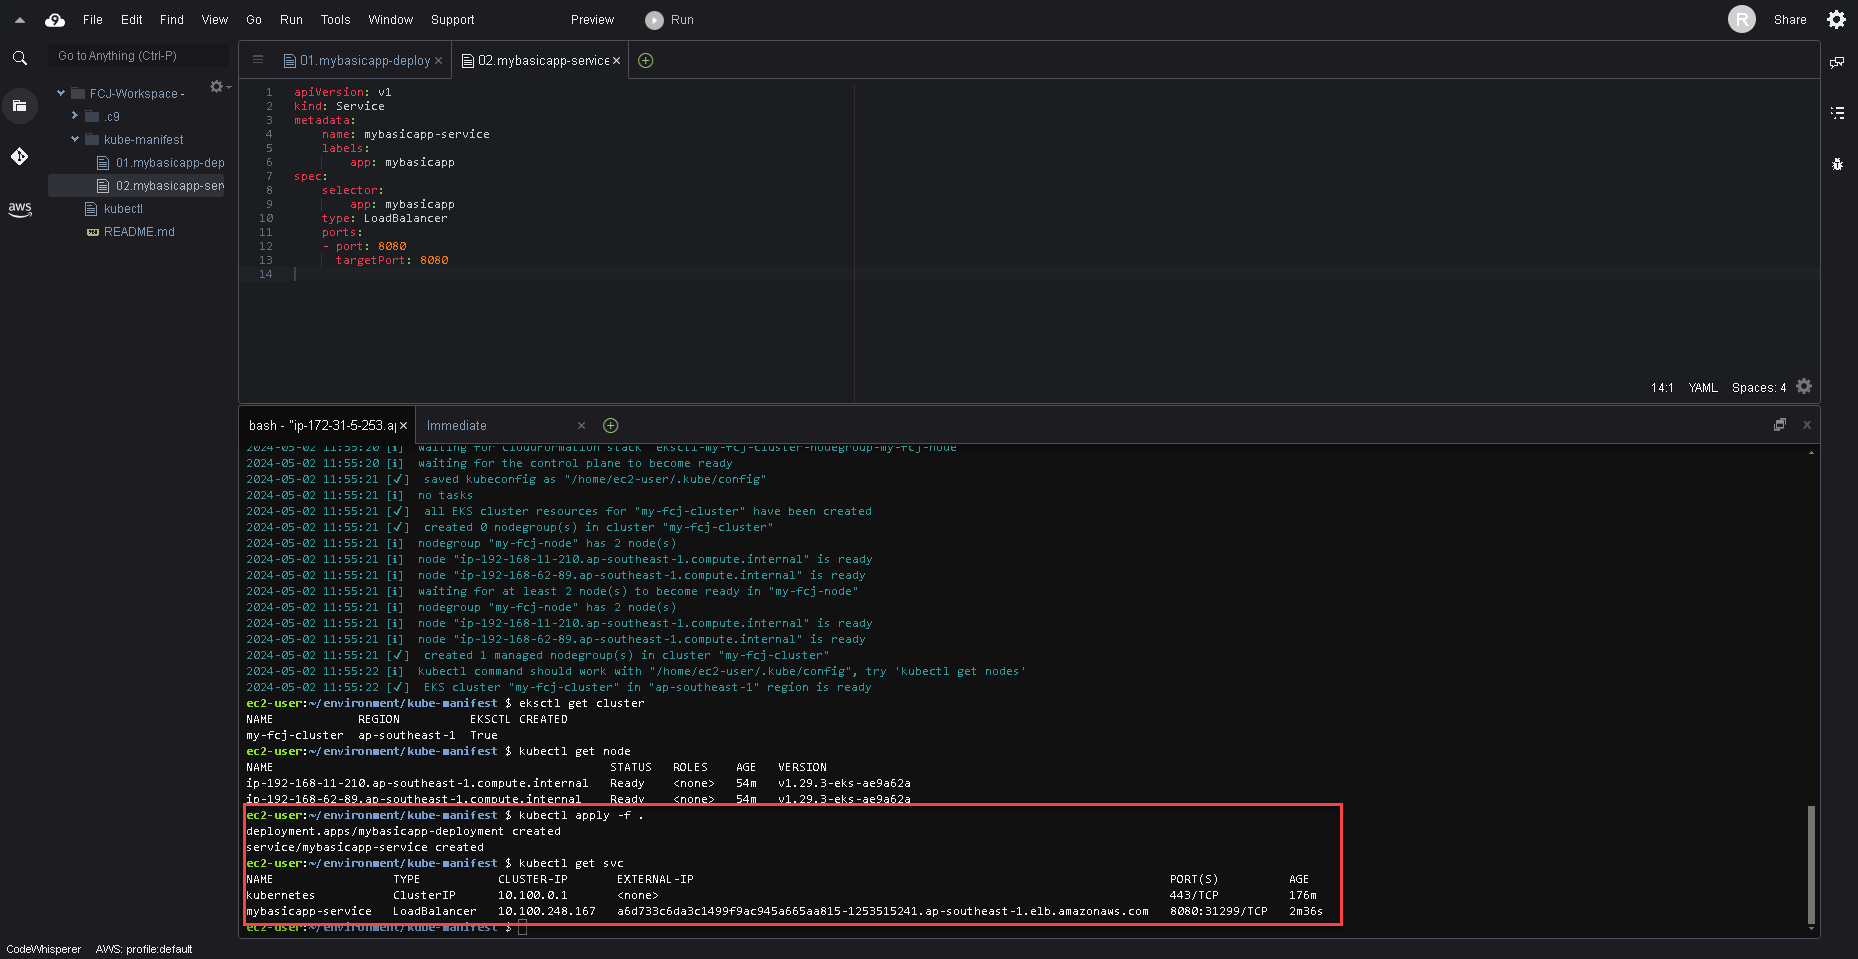 File Edit Find View Go Run Tools Window Support Preview Run R Share
Go to Anything (Ctrl-P)
FCJ-Workspace -
.c9
kube-manifest
01.mybasicapp-dep
02.mybasicapp-ser
kubectl
README.md
aws
01.mybasicapp-deploy 02.mybasicapp-service
1 apiVersion: v1
2 kind: Service
3 metadata:
4 name: mybasicapp-service
5 labels:
6 app: mybasicapp
7 spec:
8 selector:
9 app: mybasicapp
10 type: LoadBalancer
11 ports:
12 - port: 8080
13 targetPort: 8080
14
14:1 YAML Spaces: 4
bash - "ip-172-31-5-253.a Immediate
2024-05-02 11:55:20 [i] waiting for CloudFormation stack "eksctl-my-fcj-cluster-nodegroup-my-fcj-node"
2024-05-02 11:55:20 [i] waiting for the control plane to become ready
2024-05-02 11:55:21 [✓] saved kubeconfig as "/home/ec2-user/.kube/config"
2024-05-02 11:55:21 [i] no tasks
2024-05-02 11:55:21 [✓] all EKS cluster resources for "my-fcj-cluster" have been created
2024-05-02 11:55:21 [✓] created 0 nodegroup(s) in cluster "my-fcj-cluster"
2024-05-02 11:55:21 [i] nodegroup "my-fcj-node" has 2 node(s)
2024-05-02 11:55:21 [i] node "ip-192-168-11-210.ap-southeast-1.compute.internal" is ready
2024-05-02 11:55:21 [i] node "ip-192-168-62-89.ap-southeast-1.compute.internal" is ready
2024-05-02 11:55:21 [i] waiting for at least 2 node(s) to become ready in "my-fcj-node"
2024-05-02 11:55:21 [i] nodegroup "my-fcj-node" has 2 node(s)
2024-05-02 11:55:21 [i] node "ip-192-168-11-210.ap-southeast-1.compute.internal" is ready
2024-05-02 11:55:21 [i] node "ip-192-168-62-89.ap-southeast-1.compute.internal" is ready
2024-05-02 11:55:21 [✓] created 1 managed nodegroup(s) in cluster "my-fcj-cluster"
2024-05-02 11:55:22 [i] kubectl command should work with "/home/ec2-user/.kube/config", try 'kubectl get nodes'
2024-05-02 11:55:22 [✓] EKS cluster "my-fcj-cluster" in "ap-southeast-1" region is ready
ec2-user:~/environment/kube-manifest $ eksctl get cluster
NAME REGION EKSCTL CREATED
my-fcj-cluster ap-southeast-1 True
ec2-user:~/environment/kube-manifest $ kubectl get node
NAME STATUS ROLES AGE VERSION
ip-192-168-11-210.ap-southeast-1.compute.internal Ready <none> 54m v1.29.3-eks-ae9a62a
ip-192-168-62-89.ap-southeast-1.compute.internal Ready <none> 54m v1.29.3-eks-ae9a62a
ec2-user:~/environment/kube-manifest $ kubectl apply -f .
deployment.apps/mybasicapp-deployment created
service/mybasicapp-service created
ec2-user:~/environment/kube-manifest $ kubectl get svc
NAME TYPE CLUSTER-IP EXTERNAL-IP PORT(S) AGE
kubernetes ClusterIP 10.100.0.1 <none> 443/TCP 176m
mybasicapp-service LoadBalancer 10.100.248.167 a6d733c6da3c1499f9ac945a665aa815-1253515241.ap-southeast-1.elb.amazonaws.com 8080:31299/TCP 2m36s
ec2-user:~/environment/kube-manifest $
CodeWhisperer AWS: profile:default